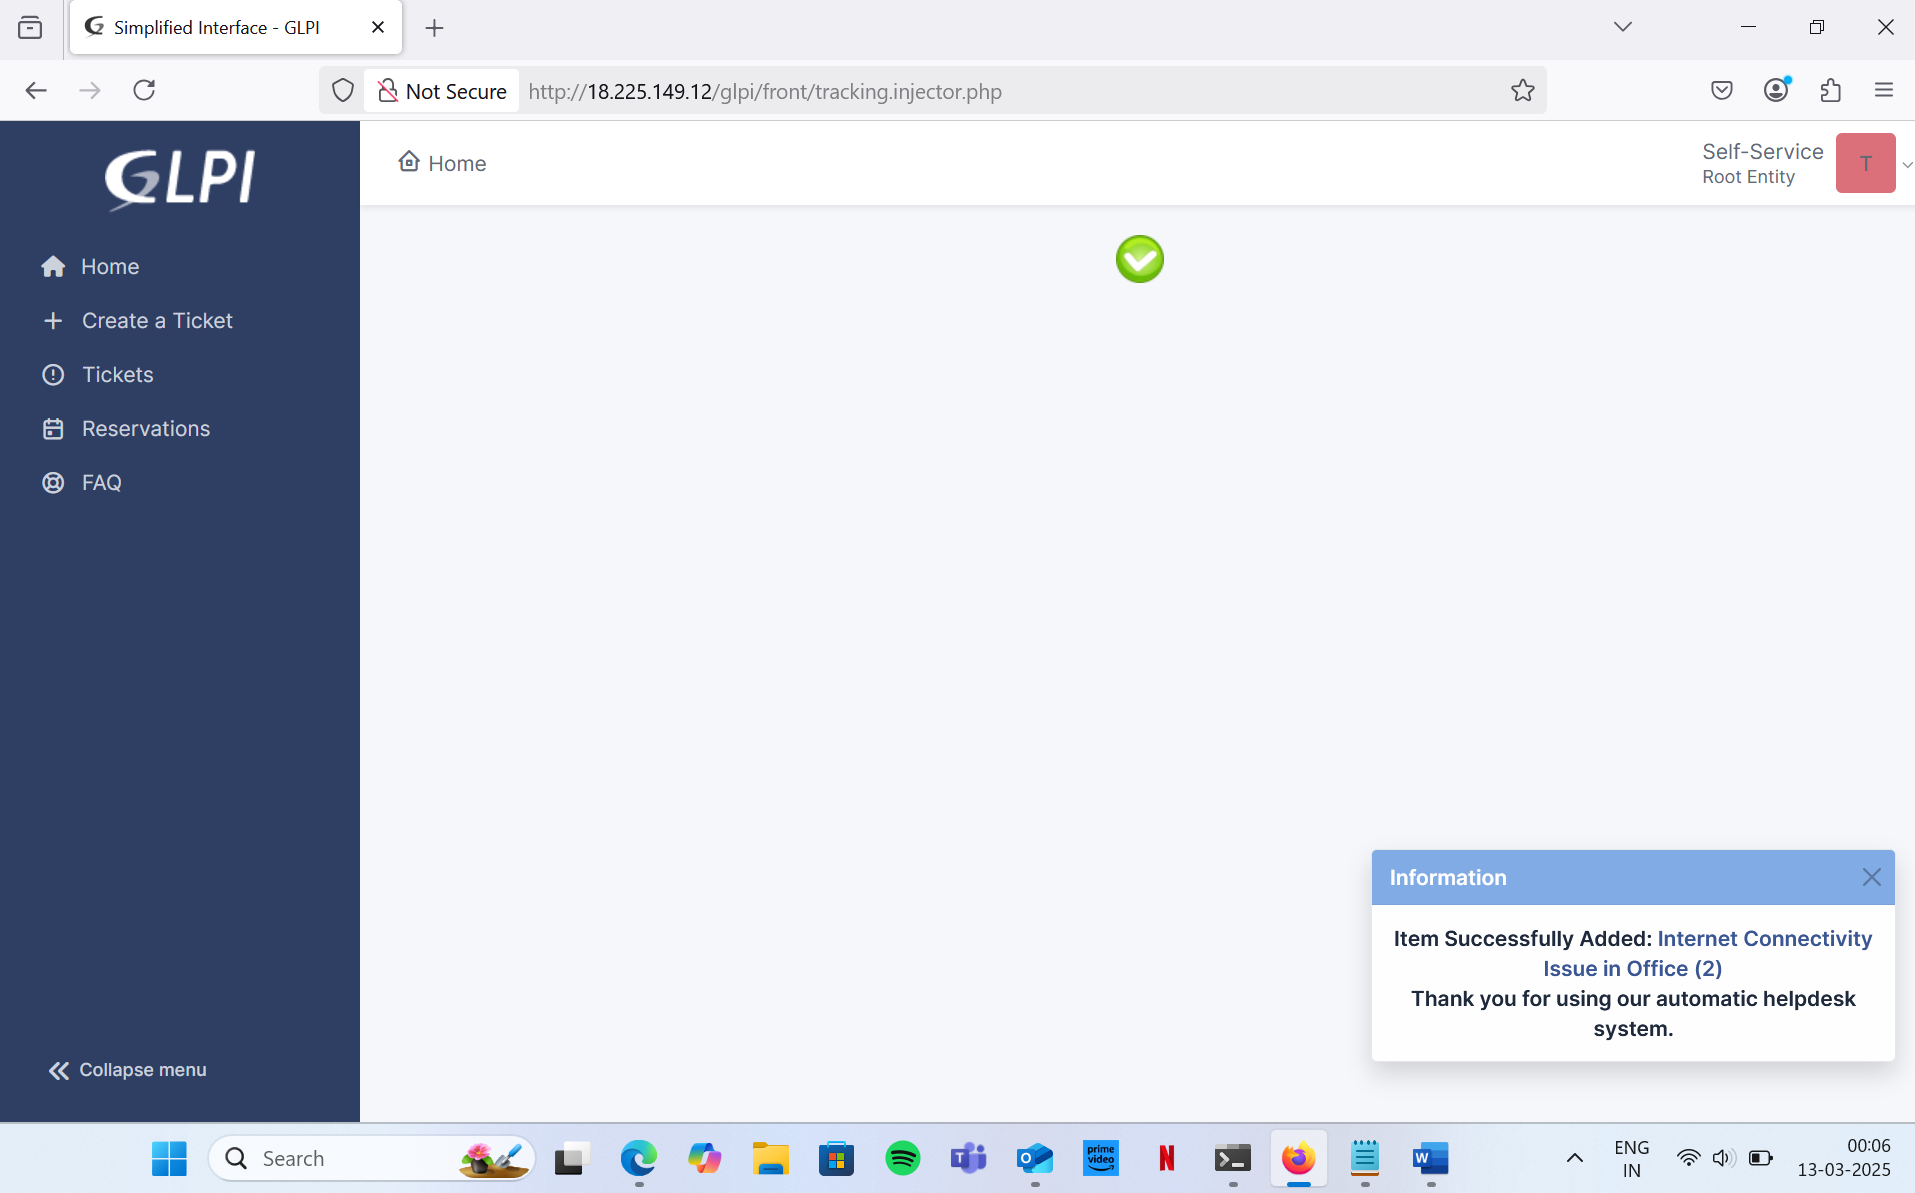 Simplified Interface - GLPI
Not Secure
http://18.225.149.12/glpi/front/tracking.injector.php
GLPI
Home
Self-Service
Root Entity
T
Home
Create a Ticket
Tickets
Reservations
FAQ
Information
Item Successfully Added: Internet Connectivity
Issue in Office (2)
Thank you for using our automatic helpdesk
system.
Collapse menu
Search
prime
video
ENG
IN
00:06
13-03-2025